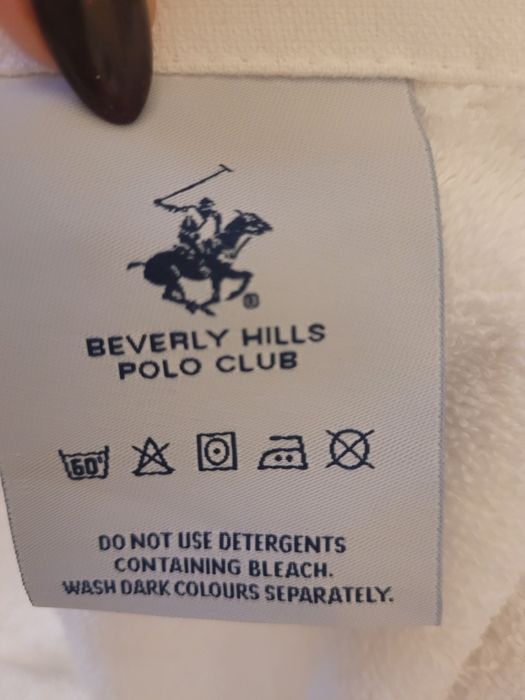 ®
BEVERLY HILLS
POLO CLUB
60°
DO NOT USE DETERGENTS
CONTAINING BLEACH.
WASH DARK COLOURS SEPARATELY.